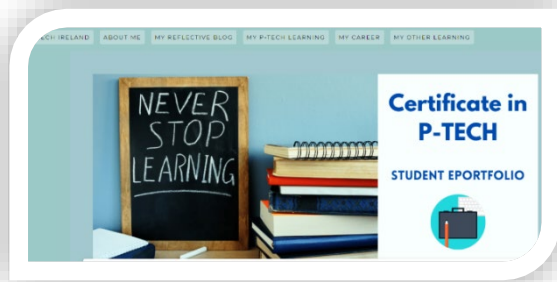 ECH IRELAND ABOUT ME MY REFLECTIVE BLOG MY P-TECH LEARNING MY CAREER MY OTHER LEARNING
NEVER
STOP
LEARNING
Certificate in
P-TECH
STUDENT EPORTFOLIO